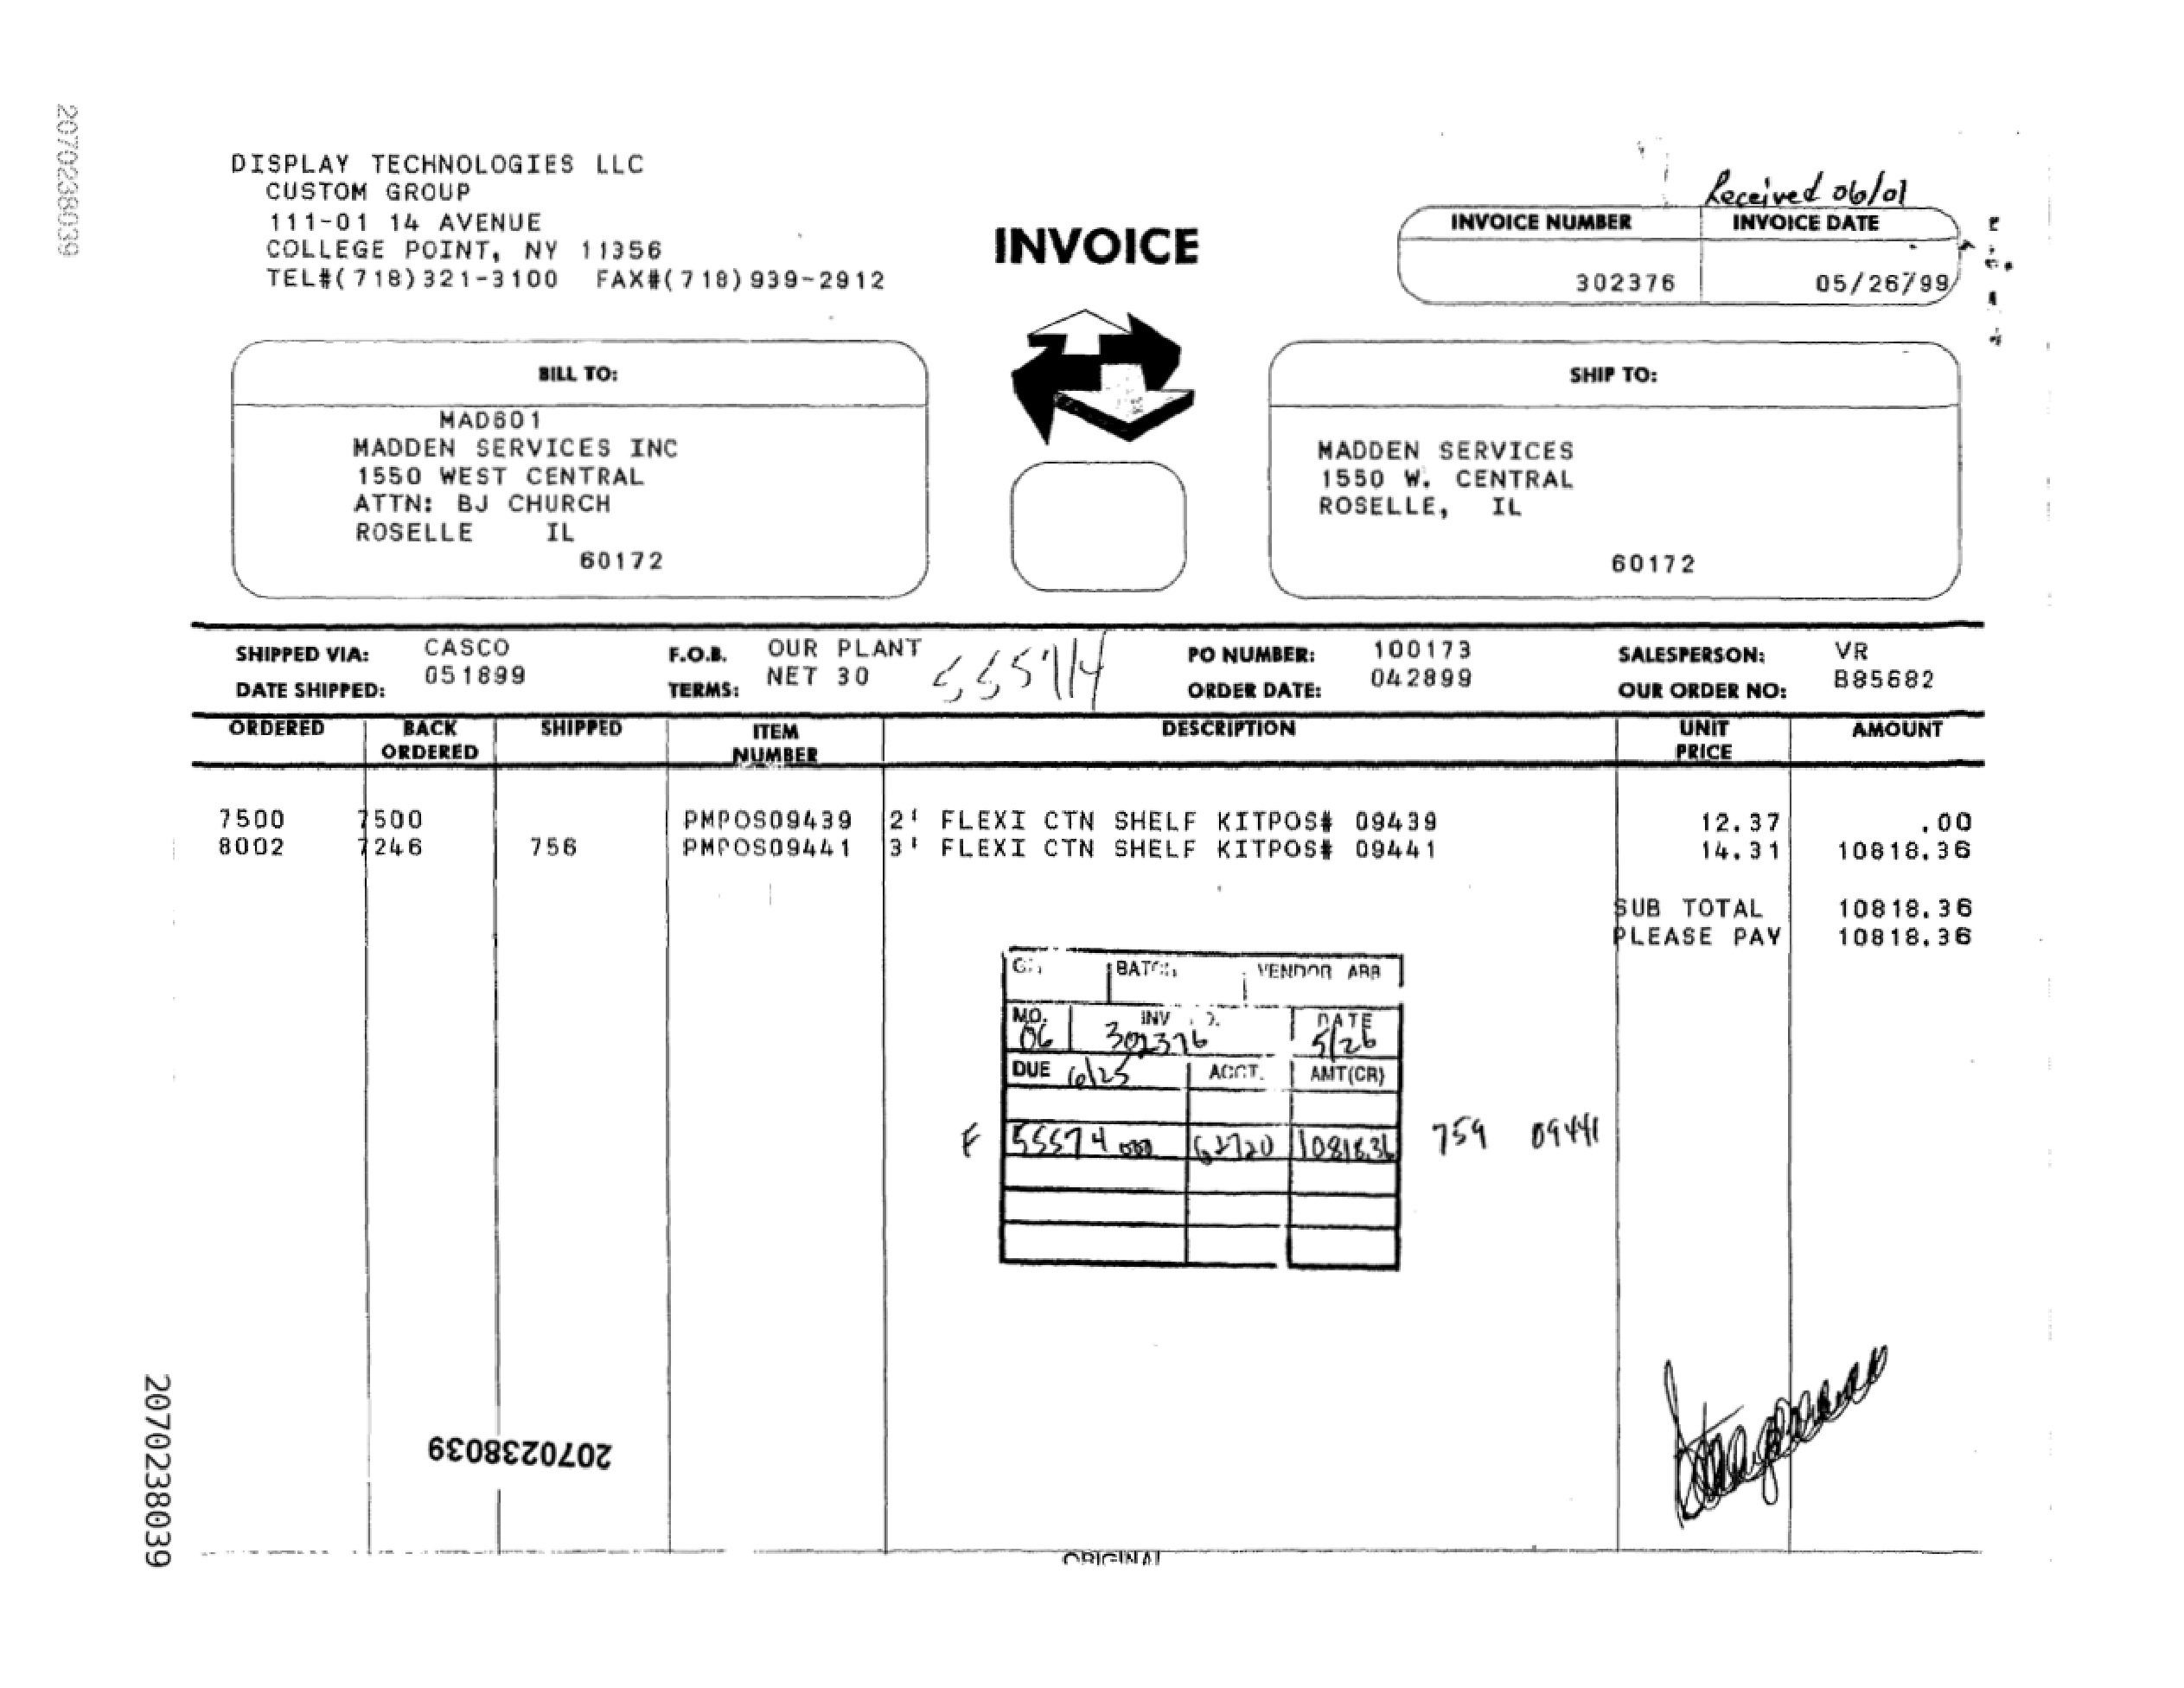 2070238039
DISPLAY TECHNOLOGIES LLC
CUSTOM GROUP
111-01 14 AVENUE
COLLEGE POINT, NY 11356
TEL#(718)321-3100 FAX#(718)939-2912
INVOICE
Received 06/01
INVOICE NUMBER INVOICE DATE
302376 05/26/99
BILL TO:
MAD601
MADDEN SERVICES INC
1550 WEST CENTRAL
ATTN: BJ CHURCH
ROSELLE IL
60172
SHIP TO:
MADDEN SERVICES
1550 W. CENTRAL
ROSELLE, IL
60172
SHIPPED VIA: CASCO F.O.B. OUR PLANT PO NUMBER: 100173 SALESPERSON: VR
DATE SHIPPED: 051899 TERMS: NET 30 55574 ORDER DATE: 042899 OUR ORDER NO: B85682
ORDERED BACK ORDERED SHIPPED ITEM NUMBER DESCRIPTION UNIT PRICE AMOUNT
7500 7500 PMPOS09439 2' FLEXI CTN SHELF KITPOS# 09439 12.37 .00
8002 7246 756 PMPOS09441 3' FLEXI CTN SHELF KITPOS# 09441 14.31 10818.36
SUB TOTAL 10818.36
PLEASE PAY 10818.36
BATCH VENDOR
MO. INV DATE
06 302376 5/26
DUE 6/25 ACCT. AMT(CR)
F 55574 000 62720 10818.36 759 09441
2070238039
2070238039
ORIGINAL